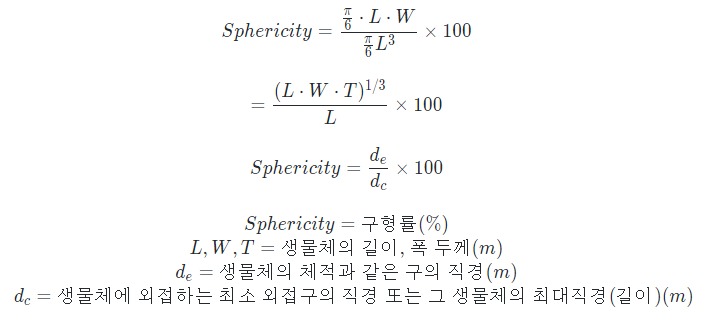 Sphericity = \frac{\frac{\pi}{6} \cdot L \cdot W}{\frac{\pi}{6} L^3} × 100
= \frac{(L \cdot W \cdot T)^{1/3}}{L} × 100
Sphericity = \frac{d_e}{d_c} × 100
Sphericity = 구형률(%)
L, W, T = 생물체의 길이, 폭 두께(m)
d_e = 생물체의 체적과 같은 구의 직경(m)
d_c = 생물체에 외접하는 최소 외접구의 직경 또는 그 생물체의 최대직경(길이)(m)